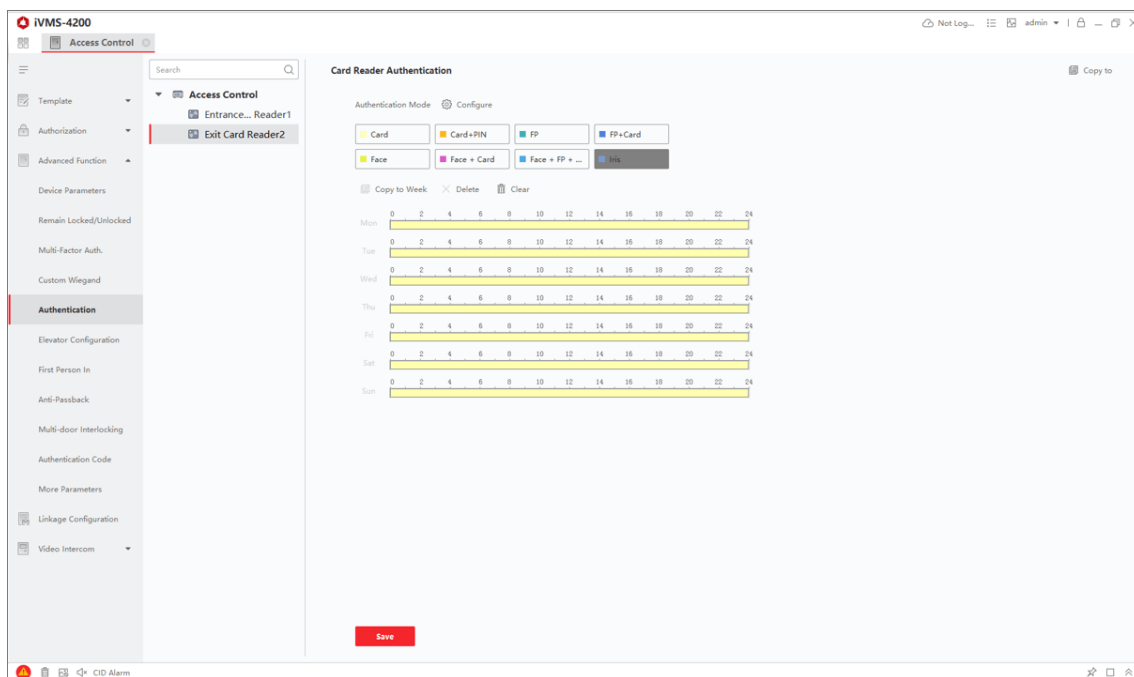 iVMS-4200
Not Log...
admin
Access Control
Search
Card Reader Authentication
Copy to
Template
Authorization
Advanced Function
Device Parameters
Remain Locked/Unlocked
Multi-Factor Auth.
Custom Wiegand
Authentication
Elevator Configuration
First Person In
Anti-Passback
Multi-door Interlocking
Authentication Code
More Parameters
Linkage Configuration
Video Intercom
Access Control
Entrance... Reader1
Exit Card Reader2
Authentication Mode Configure
Card Card+PIN FP FP+Card
Face Face + Card Face + FP + ... Iris
Copy to Week Delete Clear
0 2 4 6 8 10 12 14 16 18 20 22 24
Mon
0 2 4 6 8 10 12 14 16 18 20 22 24
Tue
0 2 4 6 8 10 12 14 16 18 20 22 24
Wed
0 2 4 6 8 10 12 14 16 18 20 22 24
Thu
0 2 4 6 8 10 12 14 16 18 20 22 24
Fri
0 2 4 6 8 10 12 14 16 18 20 22 24
Sat
0 2 4 6 8 10 12 14 16 18 20 22 24
Sun
Save
CID Alarm